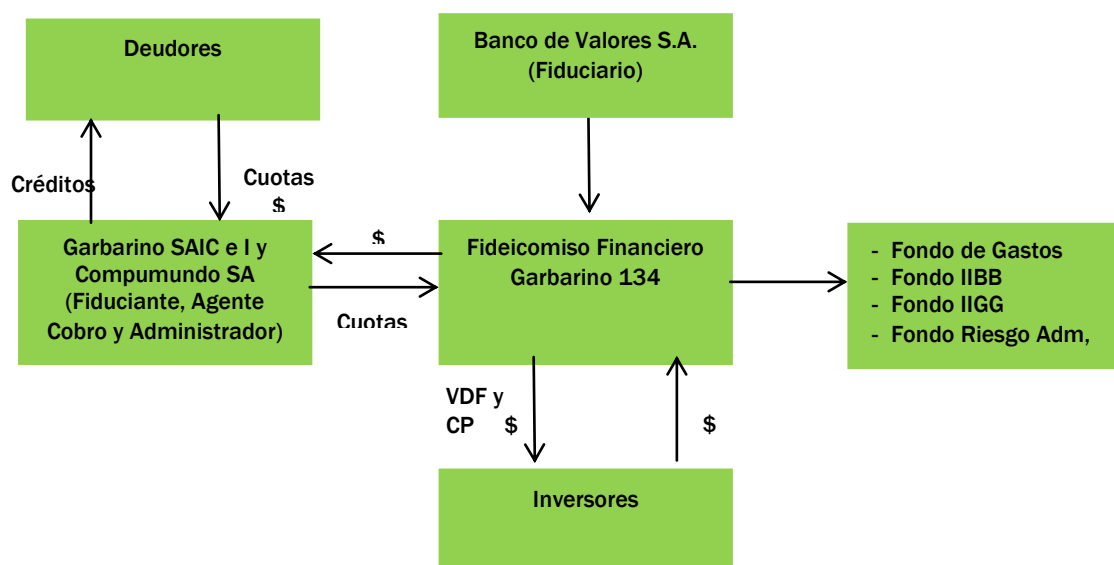 Deudores
Banco de Valores S.A.
(Fiduciario)
Créditos
Cuotas
$
Garbarino SAIC e I y
Compumundo SA
(Fiduciante, Agente
Cobro y Administrador)
$
Cuotas
Fideicomiso Financiero
Garbarino 134
- Fondo de Gastos
- Fondo IIBB
- Fondo IIGG
- Fondo Riesgo Adm,
VDF y
CP $
$
Inversores